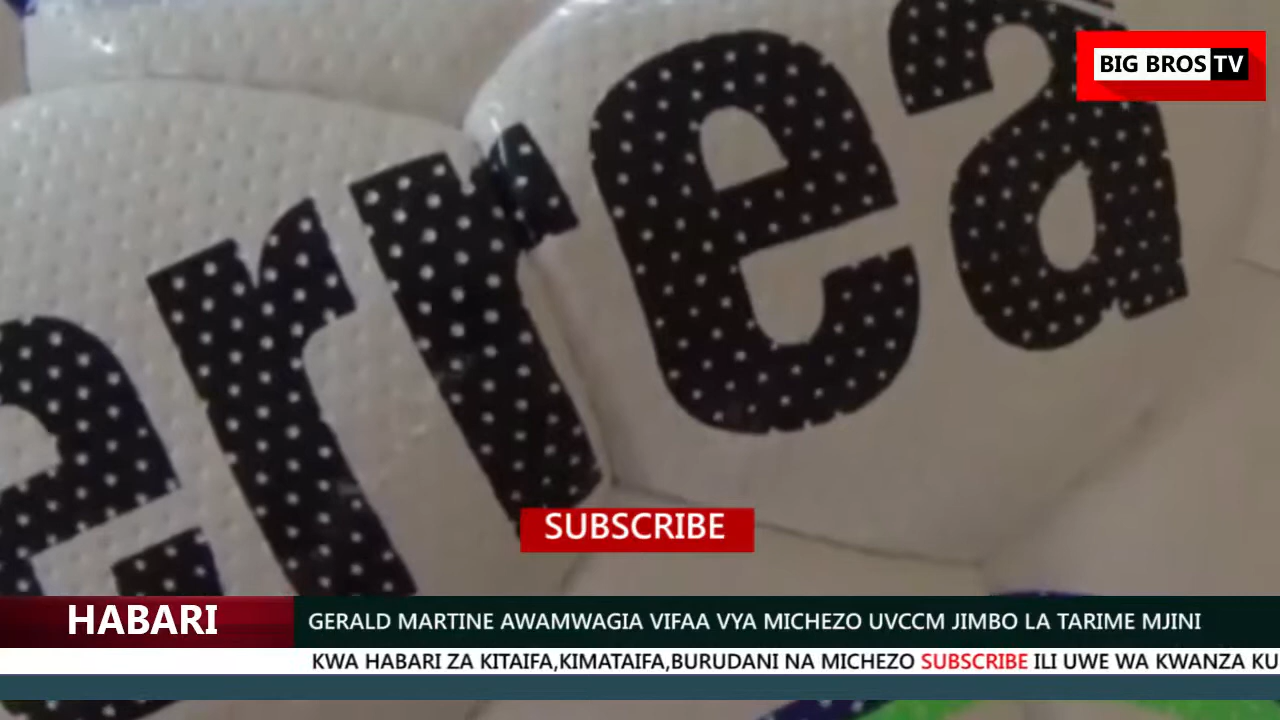 errea
BIG BROS TV
SUBSCRIBE
HABARI
GERALD MARTINE AWAMWAGIA VIFAA VYA MICHEZO UVCCM JIMBO LA TARIME MJINI
KWA HABARI ZA KITAIFA,KIMATAIFA,BURUDANI NA MICHEZO SUBSCRIBE ILI UWE WA KWANZA KU